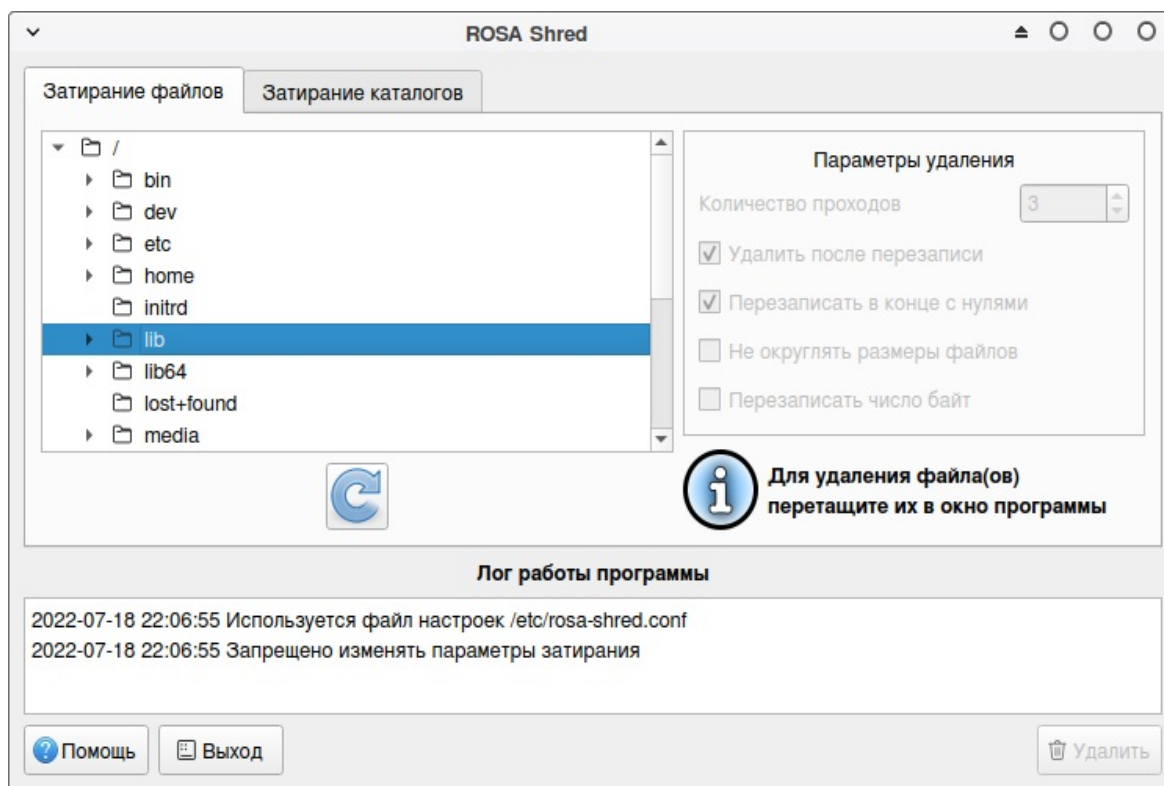 ROSA Shred
Затирание файлов
Затирание каталогов
/
bin
dev
etc
home
initrd
lib
lib64
lost+found
media
Параметры удаления
Количество проходов 3
Удалить после перезаписи
Перезаписать в конце с нулями
Не округлять размеры файлов
Перезаписать число байт
Для удаления файла(ов)
перетащите их в окно программы
Лог работы программы
2022-07-18 22:06:55 Используется файл настроек /etc/rosa-shred.conf
2022-07-18 22:06:55 Запрещено изменять параметры затирания
Помощь
Выход
Удалить